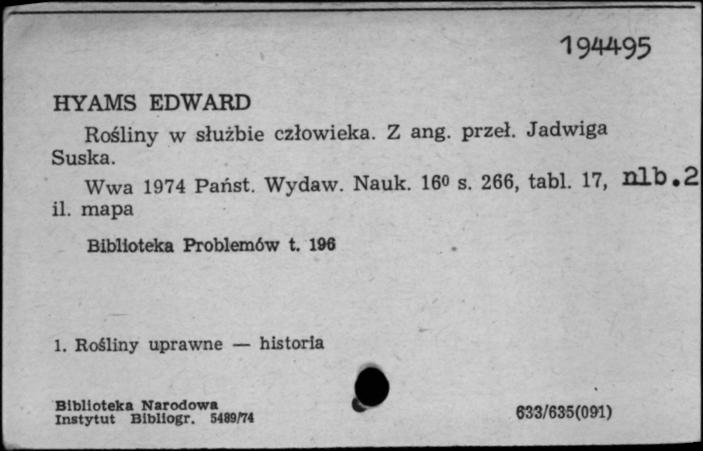 194495
HYAMS EDWARD
Rośliny w służbie człowieka. Z ang. przeł. Jadwiga
Suska.
Wwa 1974 Państ. Wydaw. Nauk. 16⁰ s. 266, tabl. 17, nlb.2
il. mapa
Biblioteka Problemów t. 196
1. Rośliny uprawne — historia
Biblioteka Narodowa
Instytut Bibliogr. 5489/74
633/635(091)